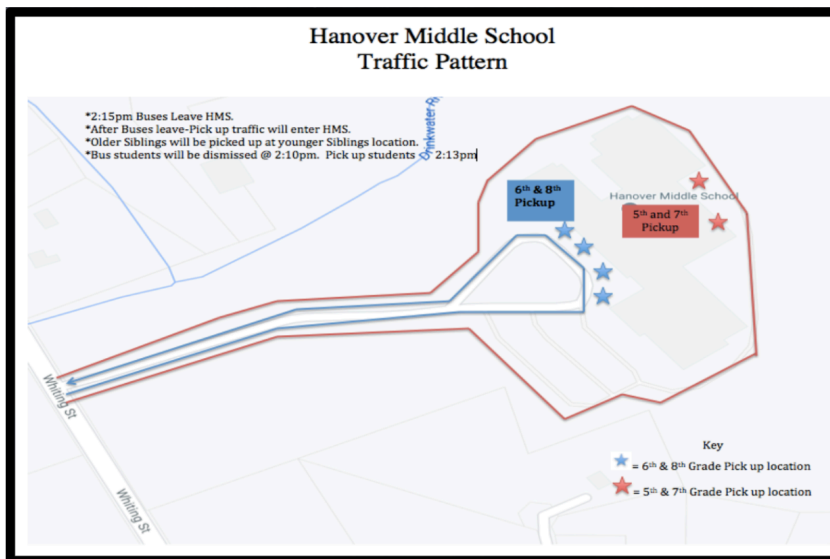 Hanover Middle School
Traffic Pattern
*2:15pm Buses Leave HMS.
*After Buses leave-Pick up traffic will enter HMS.
*Older Siblings will be picked up at younger Siblings location.
*Bus students will be dismissed @ 2:10pm. Pick up students 2:13pm
Drinkwater
6th & 8th
Pickup
Hanover Middle School
5th and 7th
Pickup
Whiting St
Whiting St
Key
= 6th & 8th Grade Pick up location
= 5th & 7th Grade Pick up location